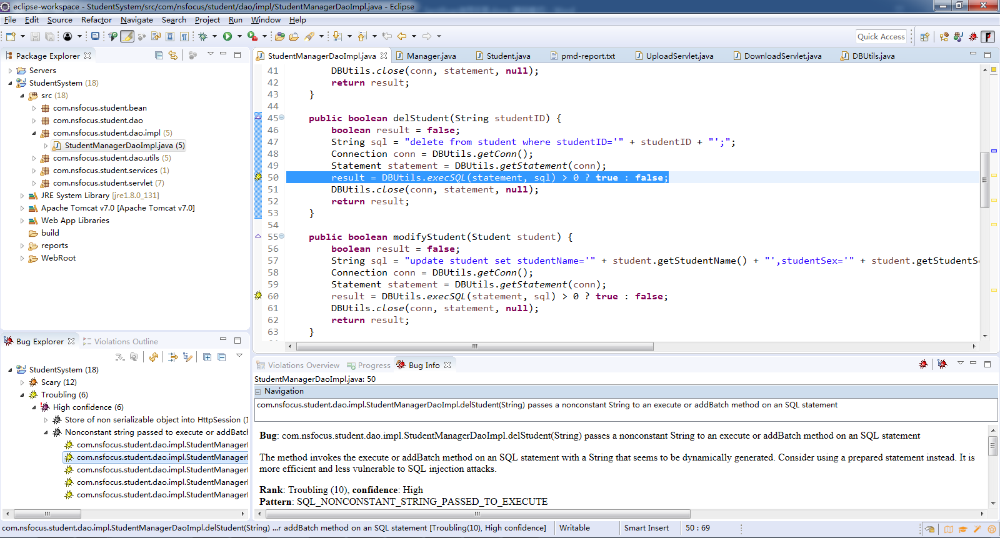 eclipse-workspace - StudentSystem/src/com/nsfocus/student/dao/impl/StudentManagerDaoImpl.java - Eclipse
File Edit Source Refactor Navigate Search Project Run Window Help
Quick Access
Package Explorer
Servers
StudentSystem (18)
src (18)
com.nsfocus.student.bean
com.nsfocus.student.dao
com.nsfocus.student.dao.impl (5)
StudentManagerDaoImpl.java (5)
com.nsfocus.student.dao.utils (5)
com.nsfocus.student.services (1)
com.nsfocus.student.servlet (7)
JRE System Library [jre1.8.0_131]
Apache Tomcat v7.0 [Apache Tomcat v7.0]
Web App Libraries
build
reports
WebRoot
StudentManagerDaoImpl.java Manager.java Student.java pmd-report.txt UploadServlet.java DownloadServlet.java DBUtils.java
41 DBUtils.close(conn, statement, null);
42 return result;
43 }
44
45 public boolean delStudent(String studentID) {
46 boolean result = false;
47 String sql = "delete from student where studentID='" + studentID + "';";
48 Connection conn = DBUtils.getConn();
49 Statement statement = DBUtils.getStatement(conn);
50 result = DBUtils.execSQL(statement, sql) > 0 ? true : false;
51 DBUtils.close(conn, statement, null);
52 return result;
53 }
54
55 public boolean modifyStudent(Student student) {
56 boolean result = false;
57 String sql = "update student set studentName='" + student.getStudentName() + "',studentSex='" + student.getStudentSe
58 Connection conn = DBUtils.getConn();
59 Statement statement = DBUtils.getStatement(conn);
60 result = DBUtils.execSQL(statement, sql) > 0 ? true : false;
61 DBUtils.close(conn, statement, null);
62 return result;
63 }
Bug Explorer Violations Outline
StudentSystem (18)
Scary (12)
Troubling (6)
High confidence (6)
Store of non serializable object into HttpSession (1
Nonconstant string passed to execute or addBatch
com.nsfocus.student.dao.impl.StudentManagerI
com.nsfocus.student.dao.impl.StudentManagerI
com.nsfocus.student.dao.impl.StudentManagerI
com.nsfocus.student.dao.impl.StudentManagerI
com.nsfocus.student.dao.impl.StudentManagerI
Violations Overview Progress Bug Info
StudentManagerDaoImpl.java: 50
Navigation
com.nsfocus.student.dao.impl.StudentManagerDaoImpl.delStudent(String) passes a nonconstant String to an execute or addBatch method on an SQL statement
Bug: com.nsfocus.student.dao.impl.StudentManagerDaoImpl.delStudent(String) passes a nonconstant String to an execute or addBatch method on an SQL statement
The method invokes the execute or addBatch method on an SQL statement with a String that seems to be dynamically generated. Consider using a prepared statement instead. It is
more efficient and less vulnerable to SQL injection attacks.
Rank: Troubling (10), confidence: High
Pattern: SQL_NONCONSTANT_STRING_PASSED_TO_EXECUTE
com.nsfocus.student.dao.impl.StudentManagerDaoImpl.delStudent(String) ...r addBatch method on an SQL statement [Troubling(10), High confidence] Writable Smart Insert 50 : 69